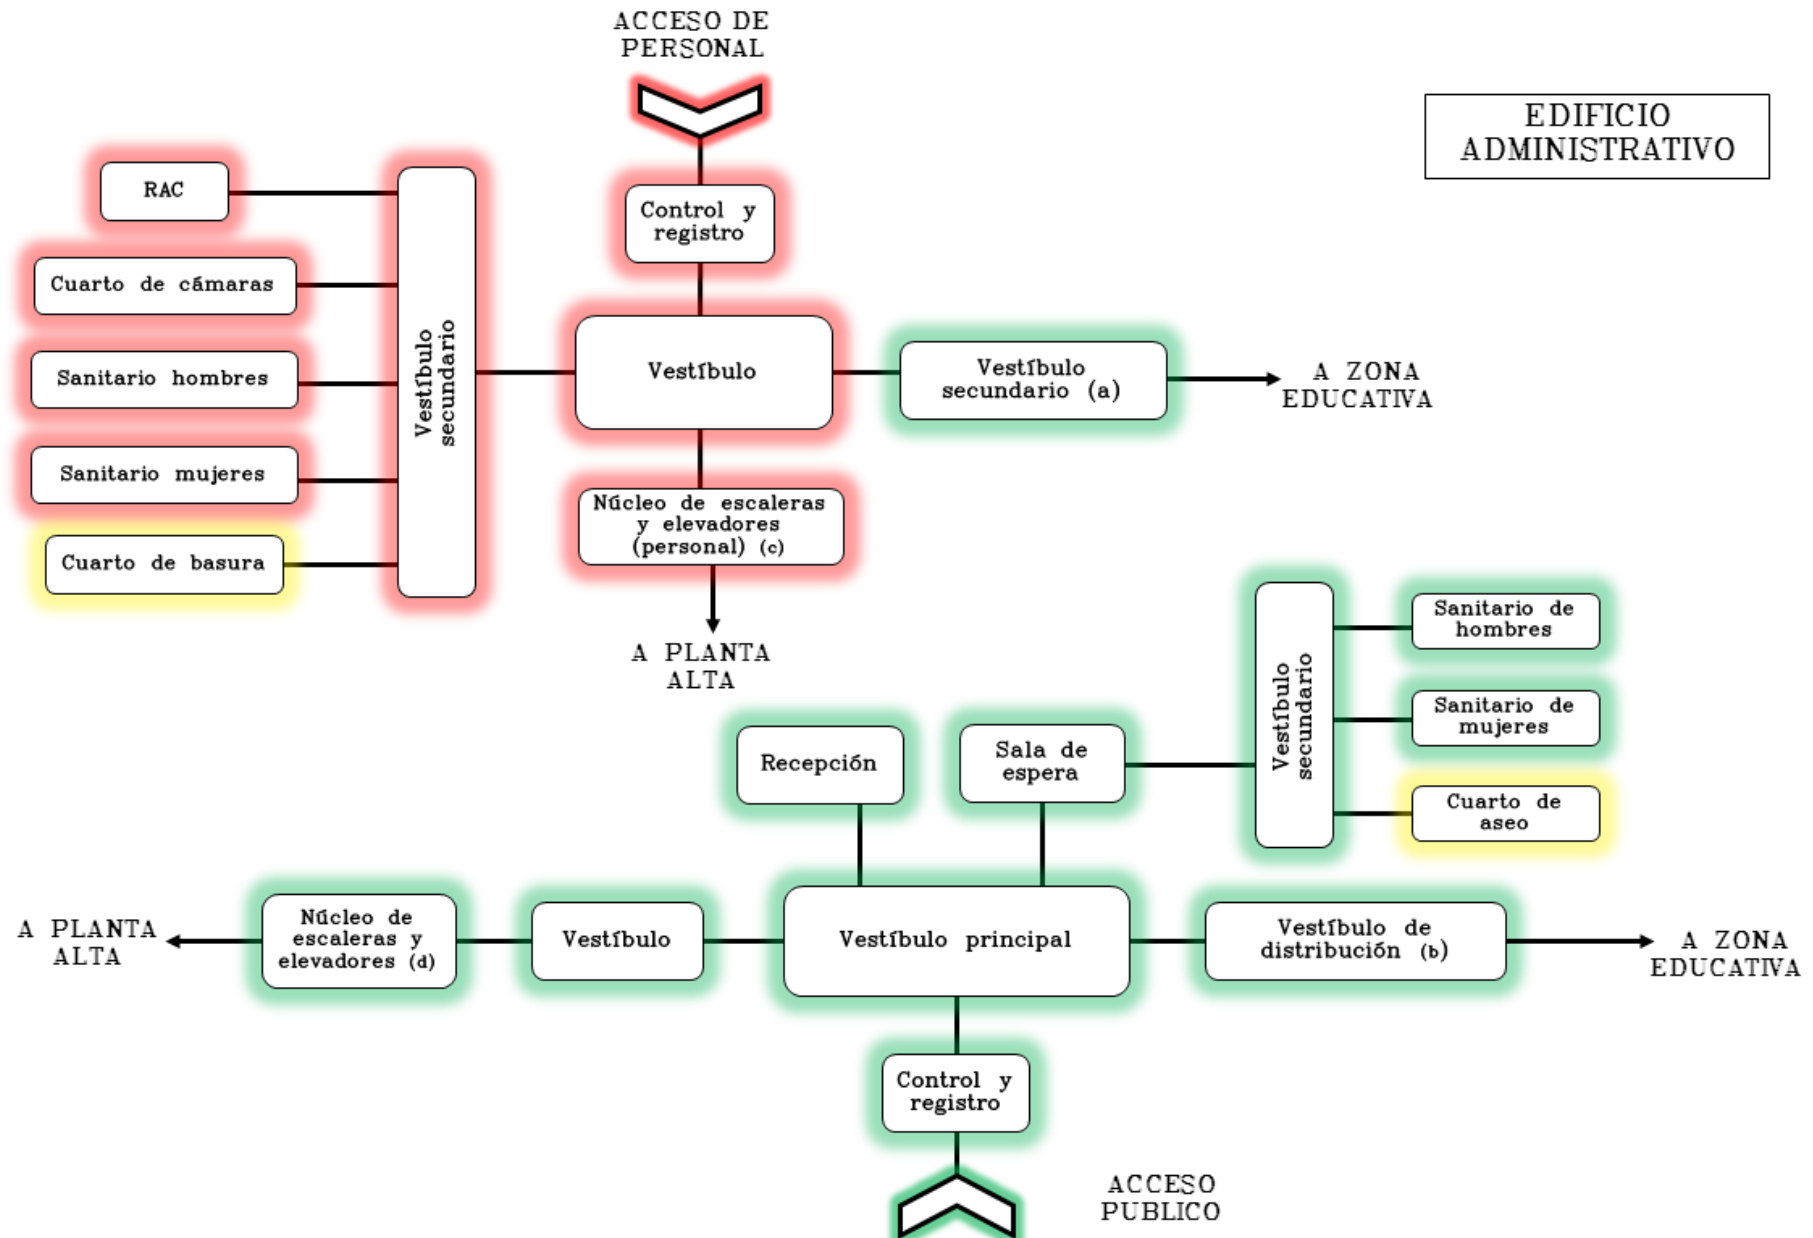 ACCESO DE
PERSONAL
EDIFICIO
ADMINISTRATIVO
RAC
Control y
registro
Cuarto de cámaras
Vestíbulo
secundario
Vestíbulo
Vestíbulo
secundario (a)
A ZONA
EDUCATIVA
Sanitario hombres
Sanitario mujeres
Núcleo de escaleras
y elevadores
(personal) (c)
Cuarto de basura
A PLANTA
ALTA
Vestíbulo
secundario
Sanitario de
hombres
Sanitario de
mujeres
Cuarto de
aseo
Recepción
Sala de
espera
A PLANTA
ALTA
Núcleo de
escaleras y
elevadores (d)
Vestíbulo
Vestíbulo principal
Vestíbulo de
distribución (b)
A ZONA
EDUCATIVA
Control y
registro
ACCESO
PUBLICO